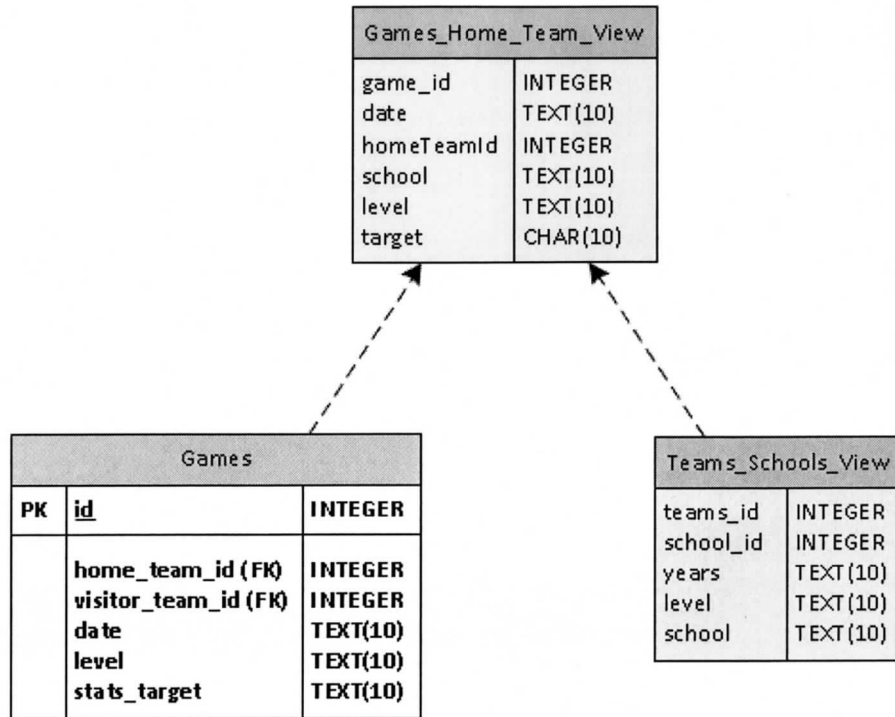 Games_Home_Team_View
game_id INTEGER
date TEXT(10)
homeTeamId INTEGER
school TEXT(10)
level TEXT(10)
target CHAR(10)
Games
PK id INTEGER
home_team_id (FK) INTEGER
visitor_team_id (FK) INTEGER
date TEXT(10)
level TEXT(10)
stats_target TEXT(10)
Teams_Schools_View
teams_id INTEGER
school_id INTEGER
years TEXT(10)
level TEXT(10)
school TEXT(10)